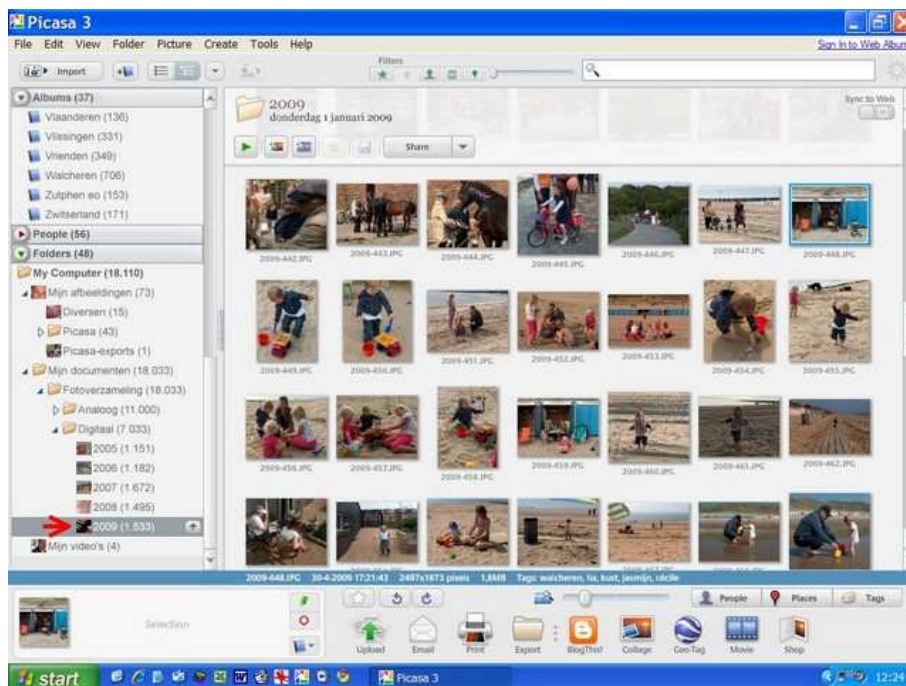 Picasa 3
File Edit View Folder Picture Create Tools Help
Sign In to Web Albums
Import
Filters
Albums (37)
Vlaanderen (136)
Vlissingen (331)
Vrienden (349)
Walcheren (706)
Zutphen eo (153)
Zwitserland (171)
People (56)
Folders (48)
My Computer (18.110)
Mijn afbeeldingen (73)
Diversen (15)
Picasa (43)
Picasa-exports (1)
Mijn documenten (18.033)
Fotoverzameling (18.033)
Analoog (11.000)
Digitaal (7.033)
2005 (1.151)
2006 (1.182)
2007 (1.672)
2008 (1.495)
2009 (1.533)
Mijn video's (4)
2009
donderdag 1 januari 2009
Sync to Web
Share
2009-442.JPG 2009-443.JPG 2009-444.JPG 2009-445.JPG 2009-446.JPG 2009-447.JPG 2009-448.JPG
2009-449.JPG 2009-450.JPG 2009-451.JPG 2009-452.JPG 2009-453.JPG 2009-454.JPG 2009-455.JPG
2009-456.JPG 2009-457.JPG 2009-458.JPG 2009-459.JPG 2009-460.JPG 2009-461.JPG 2009-462.JPG
2009-448.JPG 30-4-2009 17:21:43 2497x1673 pixels 1,8MB Tags: walcheren, lia, kust, jasmijn, cécile
Selection
People Places Tags
Upload Email Print Export BlogThis! Collage Geo-Tag Movie Shop
start
Picasa 3
12:24